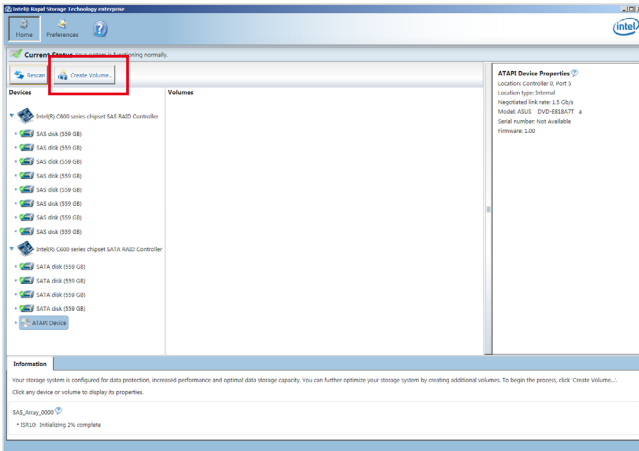 Intel® Rapid Storage Technology enterprise
Home
Preferences
intel
Current Status Your system is functioning normally.
Rescan
Create Volume...
Devices
Volumes
Intel(R) C600 series chipset SAS RAID Controller
SAS disk (559 GB)
SAS disk (559 GB)
SAS disk (559 GB)
SAS disk (559 GB)
SAS disk (559 GB)
SAS disk (559 GB)
SAS disk (559 GB)
SAS disk (559 GB)
Intel(R) C600 series chipset SATA RAID Controller
SATA disk (559 GB)
SATA disk (559 GB)
SATA disk (559 GB)
SATA disk (559 GB)
ATAPI Device
ATAPI Device Properties
Location: Controller 0, Port 5
Location type: Internal
Negotiated link rate: 1.5 Gb/s
Model: ASUS DVD-E818A7T a
Serial number: Not Available
Firmware: 1.00
Information
Your storage system is configured for data protection, increased performance and optimal data storage capacity. You can further optimize your storage system by creating additional volumes. To begin the process, click 'Create Volume...'.
Click any device or volume to display its properties.
SAS_Array_0000
• ISR10: Initializing 2% complete